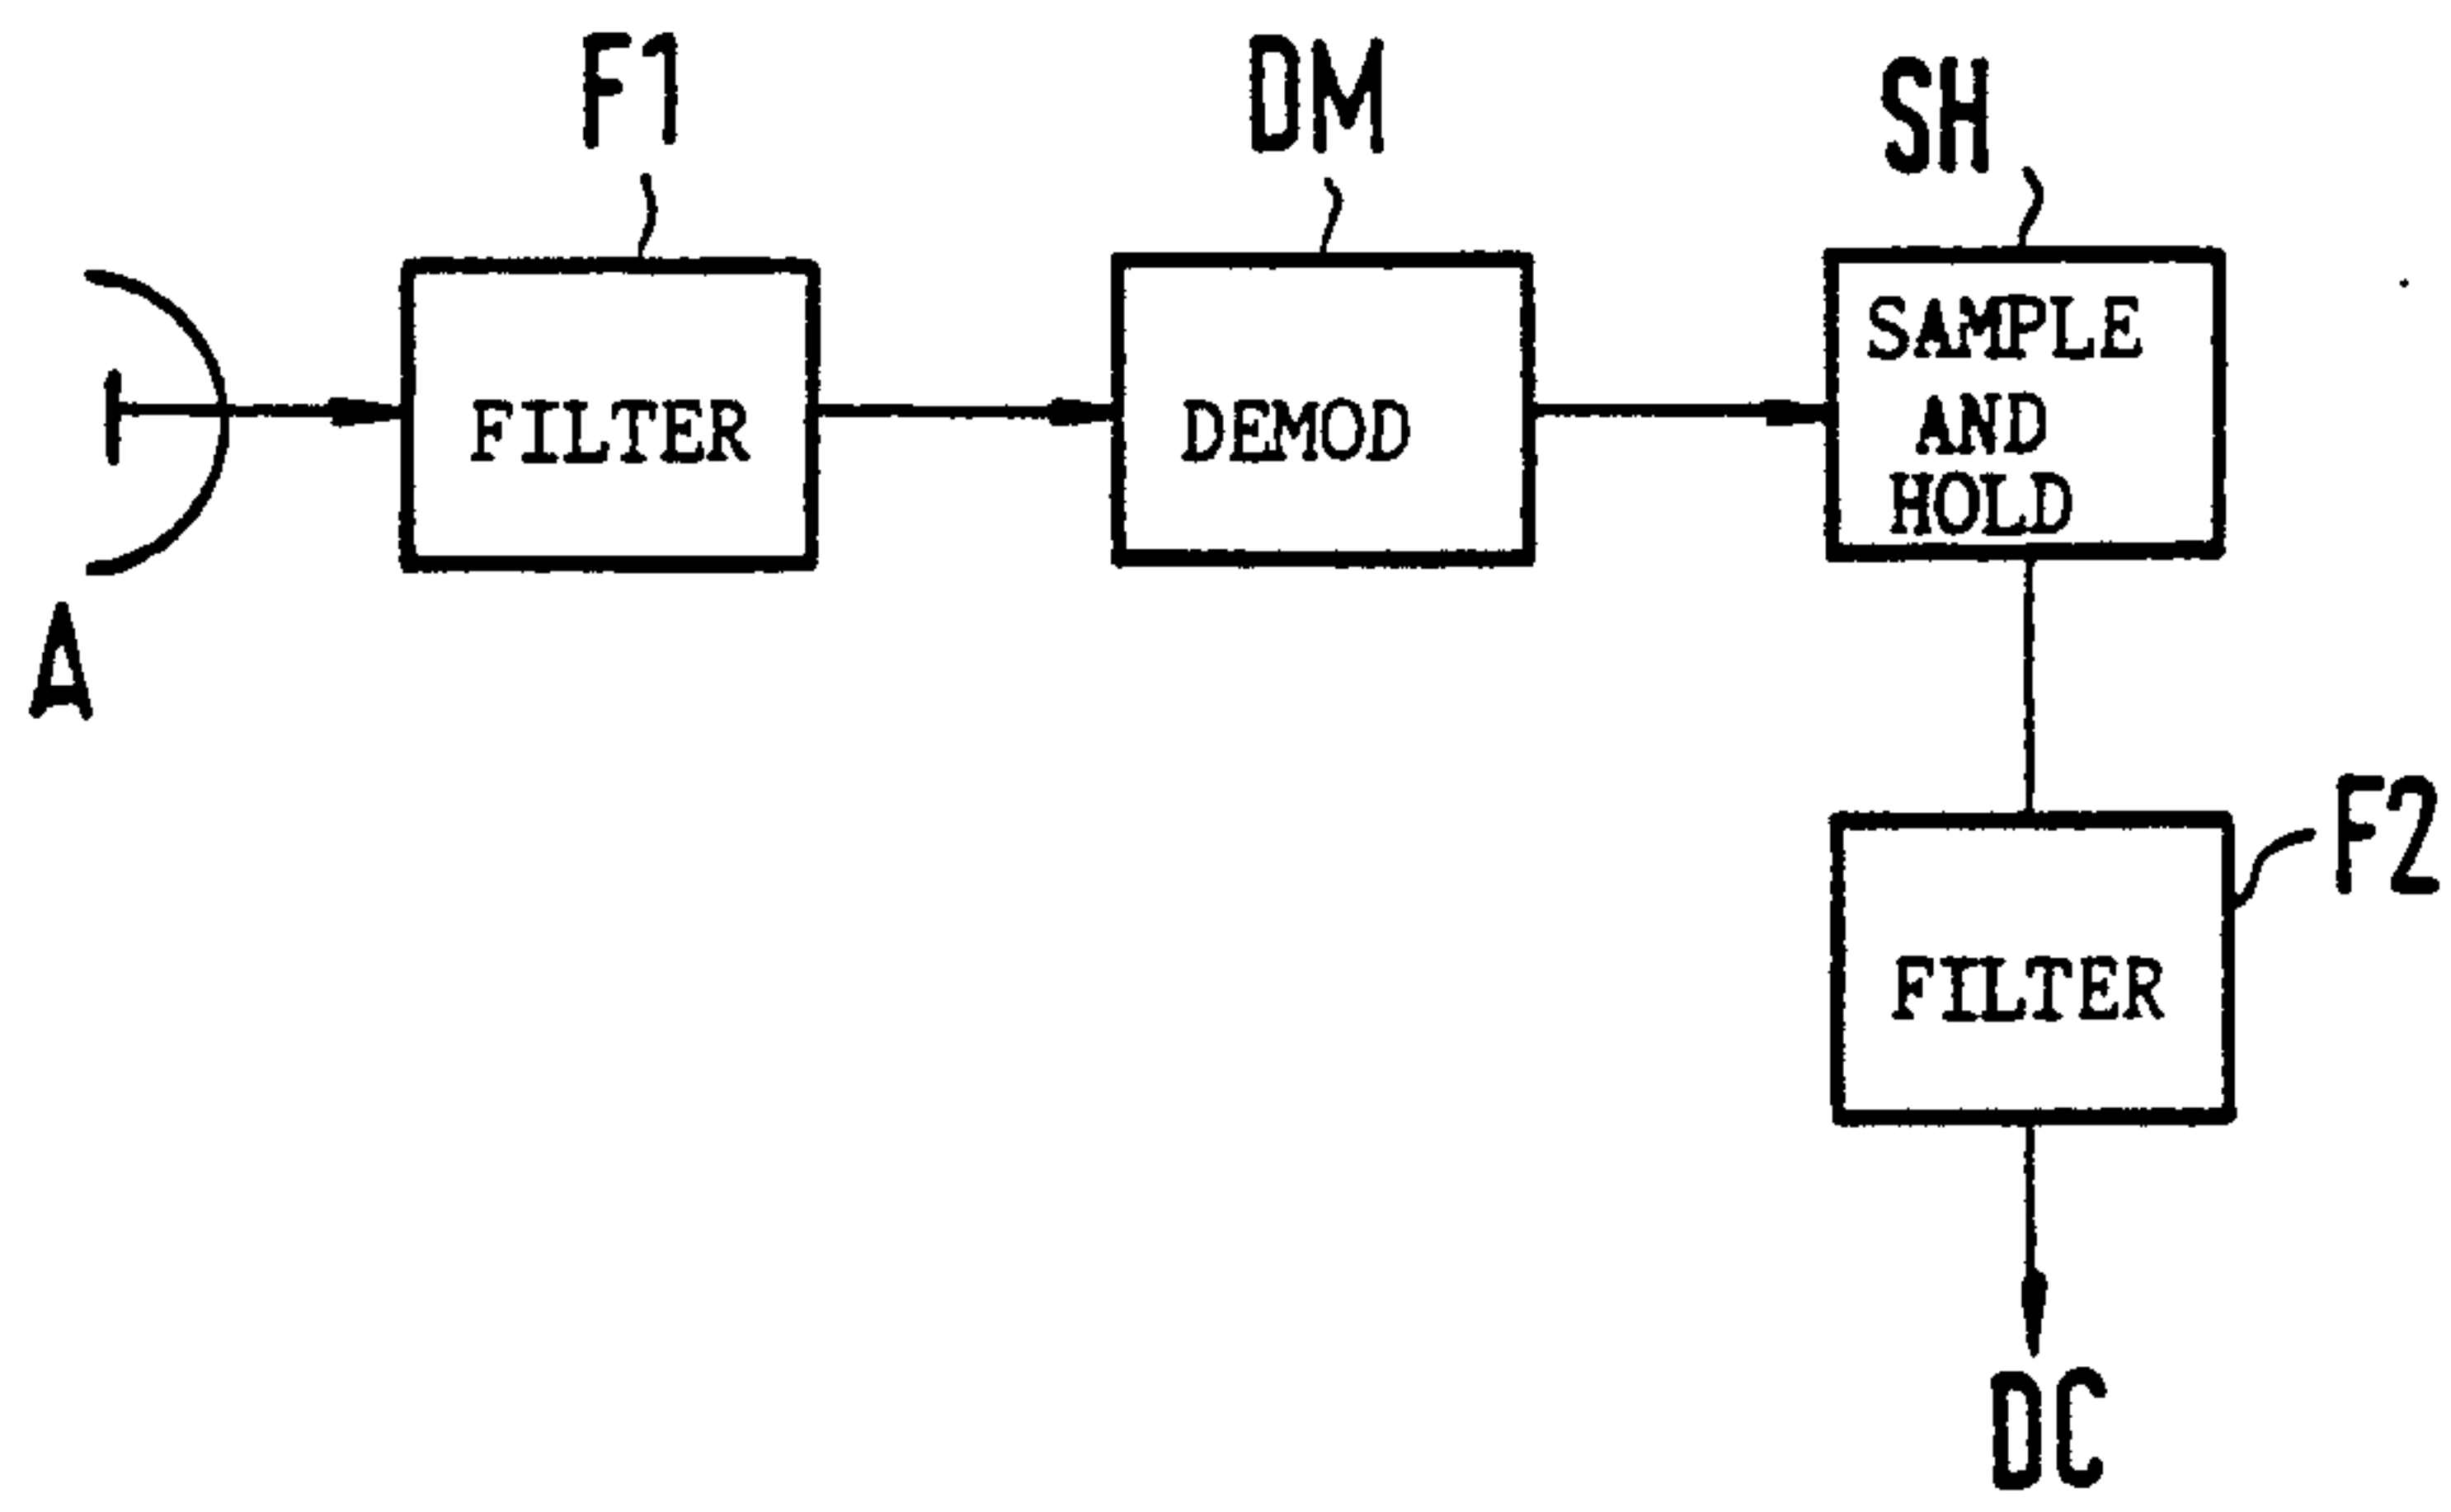 F1
DM
SH
FILTER
DEMOD
SAMPLE
AND
HOLD
A
F2
FILTER
DC